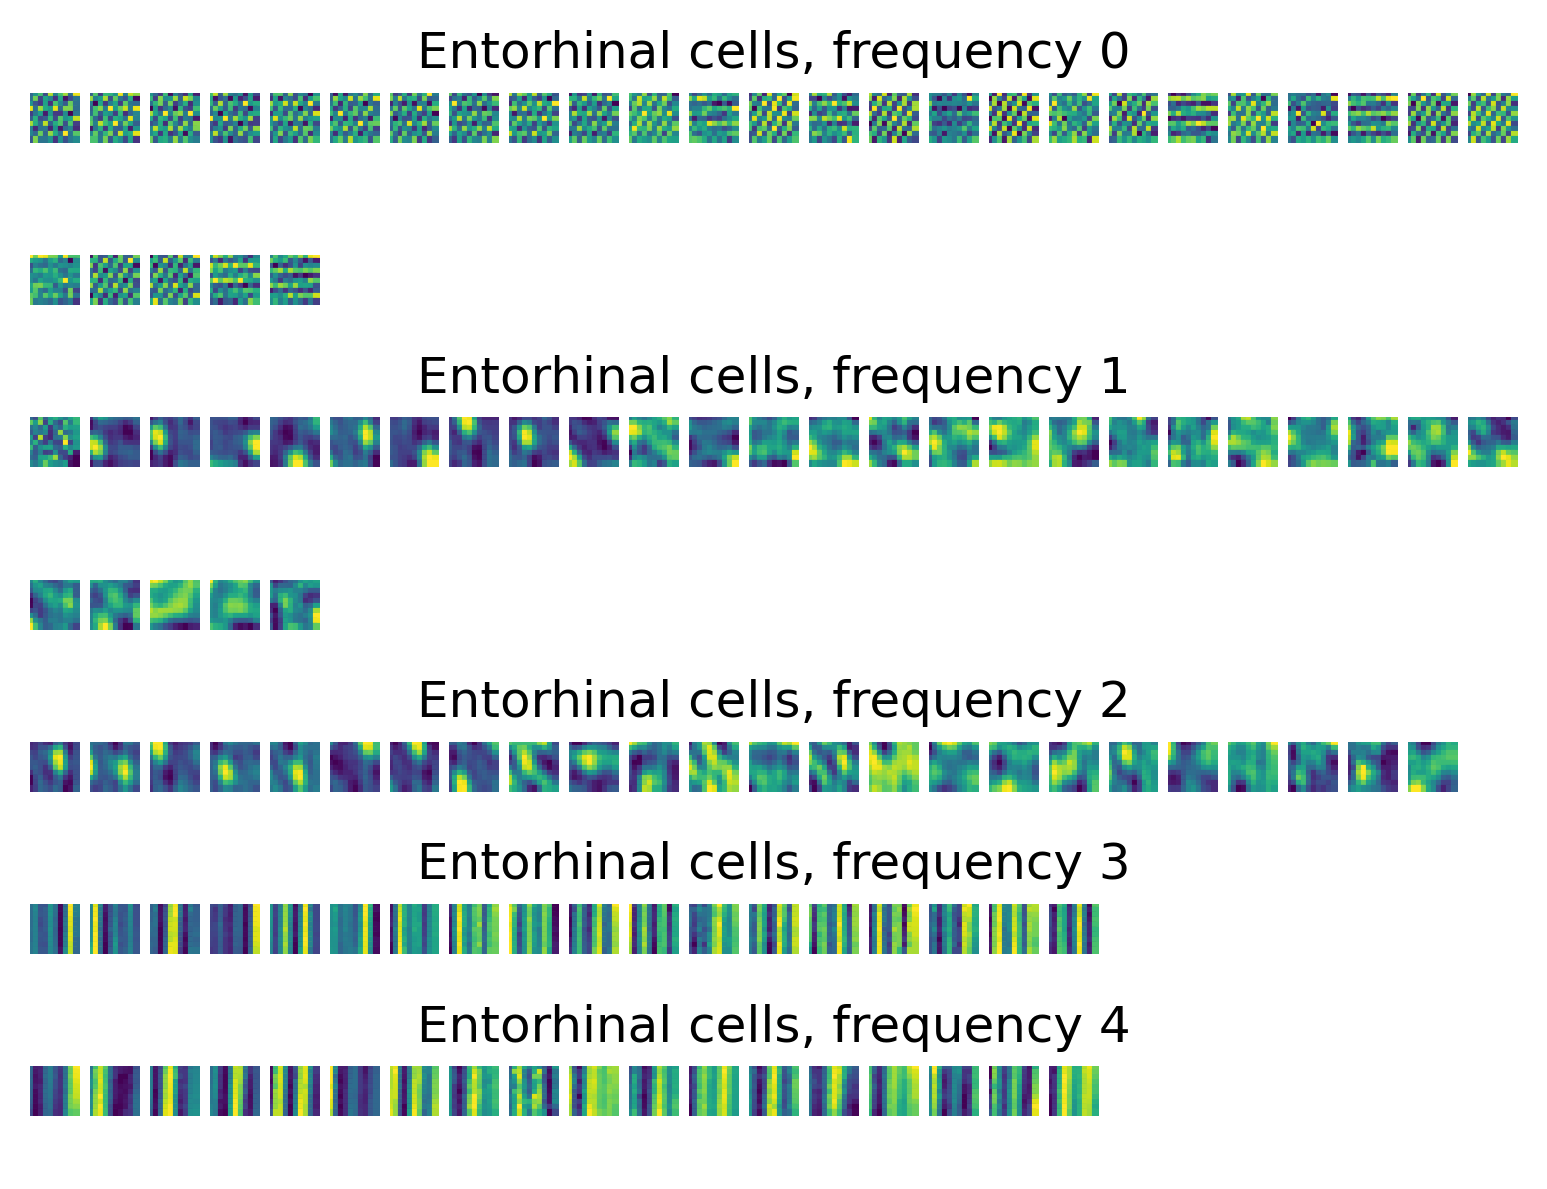 Entorhinal cells, frequency 0
Entorhinal cells, frequency 1
Entorhinal cells, frequency 2
Entorhinal cells, frequency 3
Entorhinal cells, frequency 4